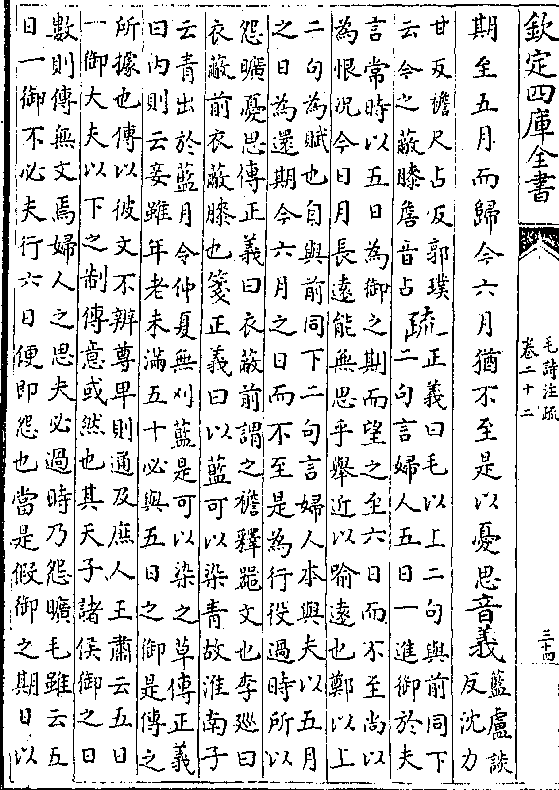 欽定四庫全書
毛詩注疏
卷二十二
三十四
期至五月而歸今六月猶不至是以憂思音義
藍盧談
反沈力
甘反襜尺占反郭璞
云今之蔽膝詹音占
疏
正義曰毛以上二句與前同下
二句言婦人五日一進御於夫
言常時以五日為御之期而望之至六日而不至尚以
為恨況今日月長遠能無思乎舉近以喻遠也鄭以上
二句為賦也自與前同下二句言婦人本與夫以五月
之日為還期今六月之日而不至是為行役過時所以
怨曠憂思傳正義曰衣蔽前謂之襜釋器文也李廵曰
衣蔽前衣蔽膝也箋正義曰以藍可以染青故淮南子
云青出於藍月令仲夏無刈藍是可以染之草傳正義
曰內則云妾雖年老未滿五十必與五日之御是傳之
所據也傳以彼文不辨尊卑則通及庶人王肅云五日
一御大夫以下之制傳意或然也其天子諸侯御之日
數則傳無文焉婦人之思夫必過時乃怨曠毛雖云五
日一御不必夫行六日便即怨也當是假御之期日以